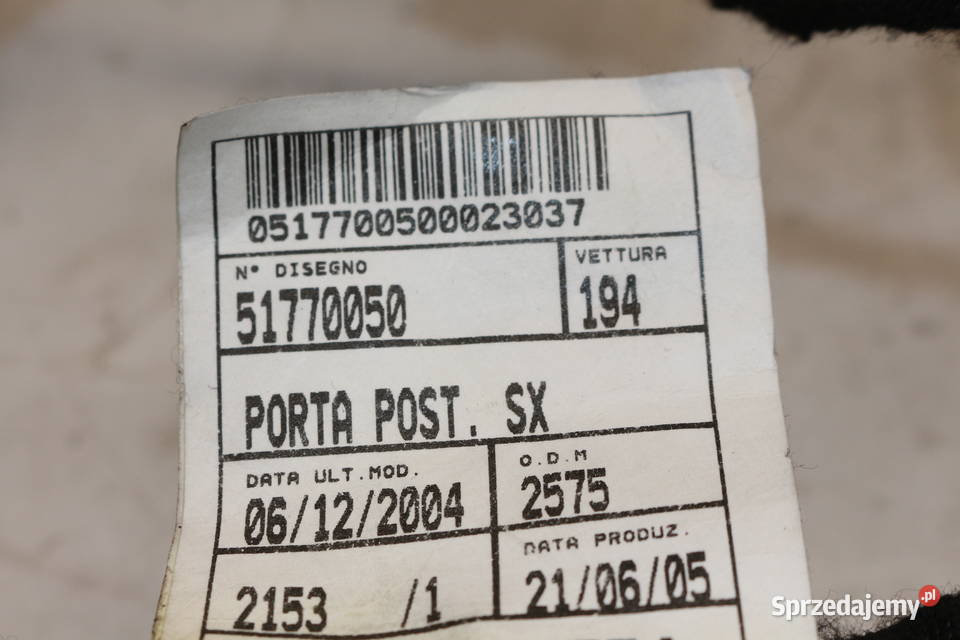 0517700500023037
N° DISEGNO
51770050
VETTURA
194
PORTA POST. SX
DATA ULT.MOD.
06/12/2004
O.D.M
2575
2153 /1
DATA PRODUZ.
21/06/05
Sprzedajemy.pl